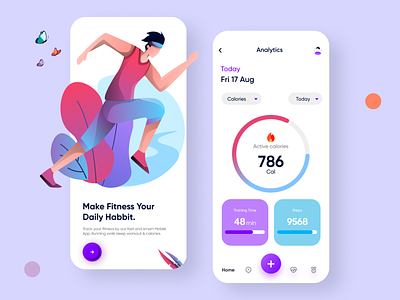 Make Fitness Your
Daily Habbit.
Track your fitness by our fast and smart Mobile
App Running walk sleep workout & calories.
Analytics
Today
Fri 17 Aug
Calories
Today
Active calories
786
Cal
Training Time
48 min
Steps
9568
Home